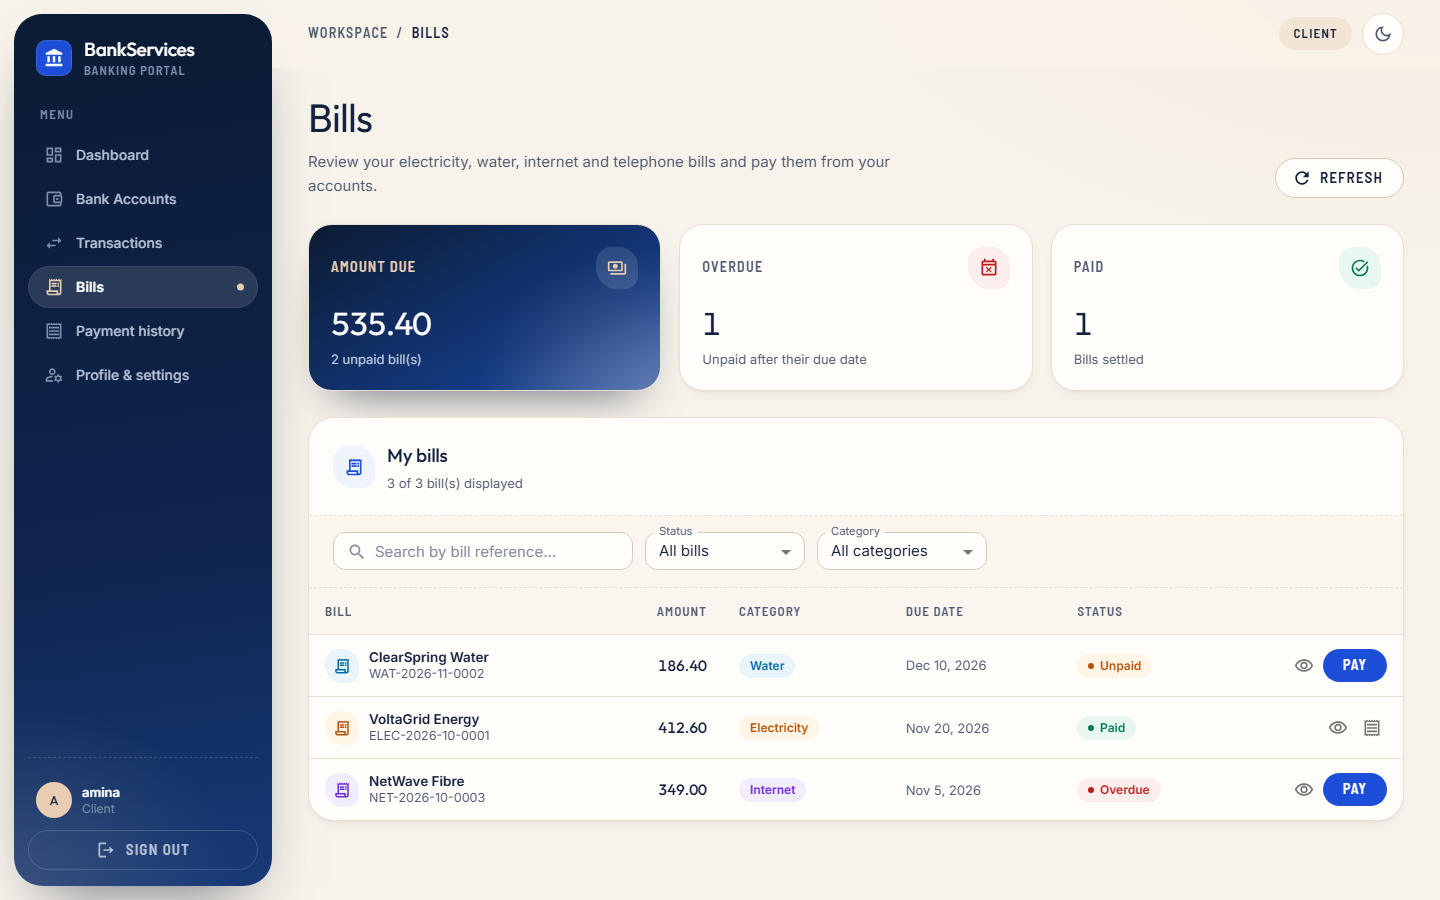 BankServices
BANKING PORTAL
MENU
Dashboard
Bank Accounts
Transactions
Bills
Payment history
Profile & settings
A
amina
Client
SIGN OUT
WORKSPACE / BILLS
CLIENT
Bills
Review your electricity, water, internet and telephone bills and pay them from your
accounts.
REFRESH
AMOUNT DUE
535.40
2 unpaid bill(s)
OVERDUE
1
Unpaid after their due date
PAID
1
Bills settled
My bills
3 of 3 bill(s) displayed
Search by bill reference...
Status
All bills
Category
All categories
BILL AMOUNT CATEGORY DUE DATE STATUS
ClearSpring Water
WAT-2026-11-0002
186.40 Water Dec 10, 2026 Unpaid PAY
VoltaGrid Energy
ELEC-2026-10-0001
412.60 Electricity Nov 20, 2026 Paid
NetWave Fibre
NET-2026-10-0003
349.00 Internet Nov 5, 2026 Overdue PAY